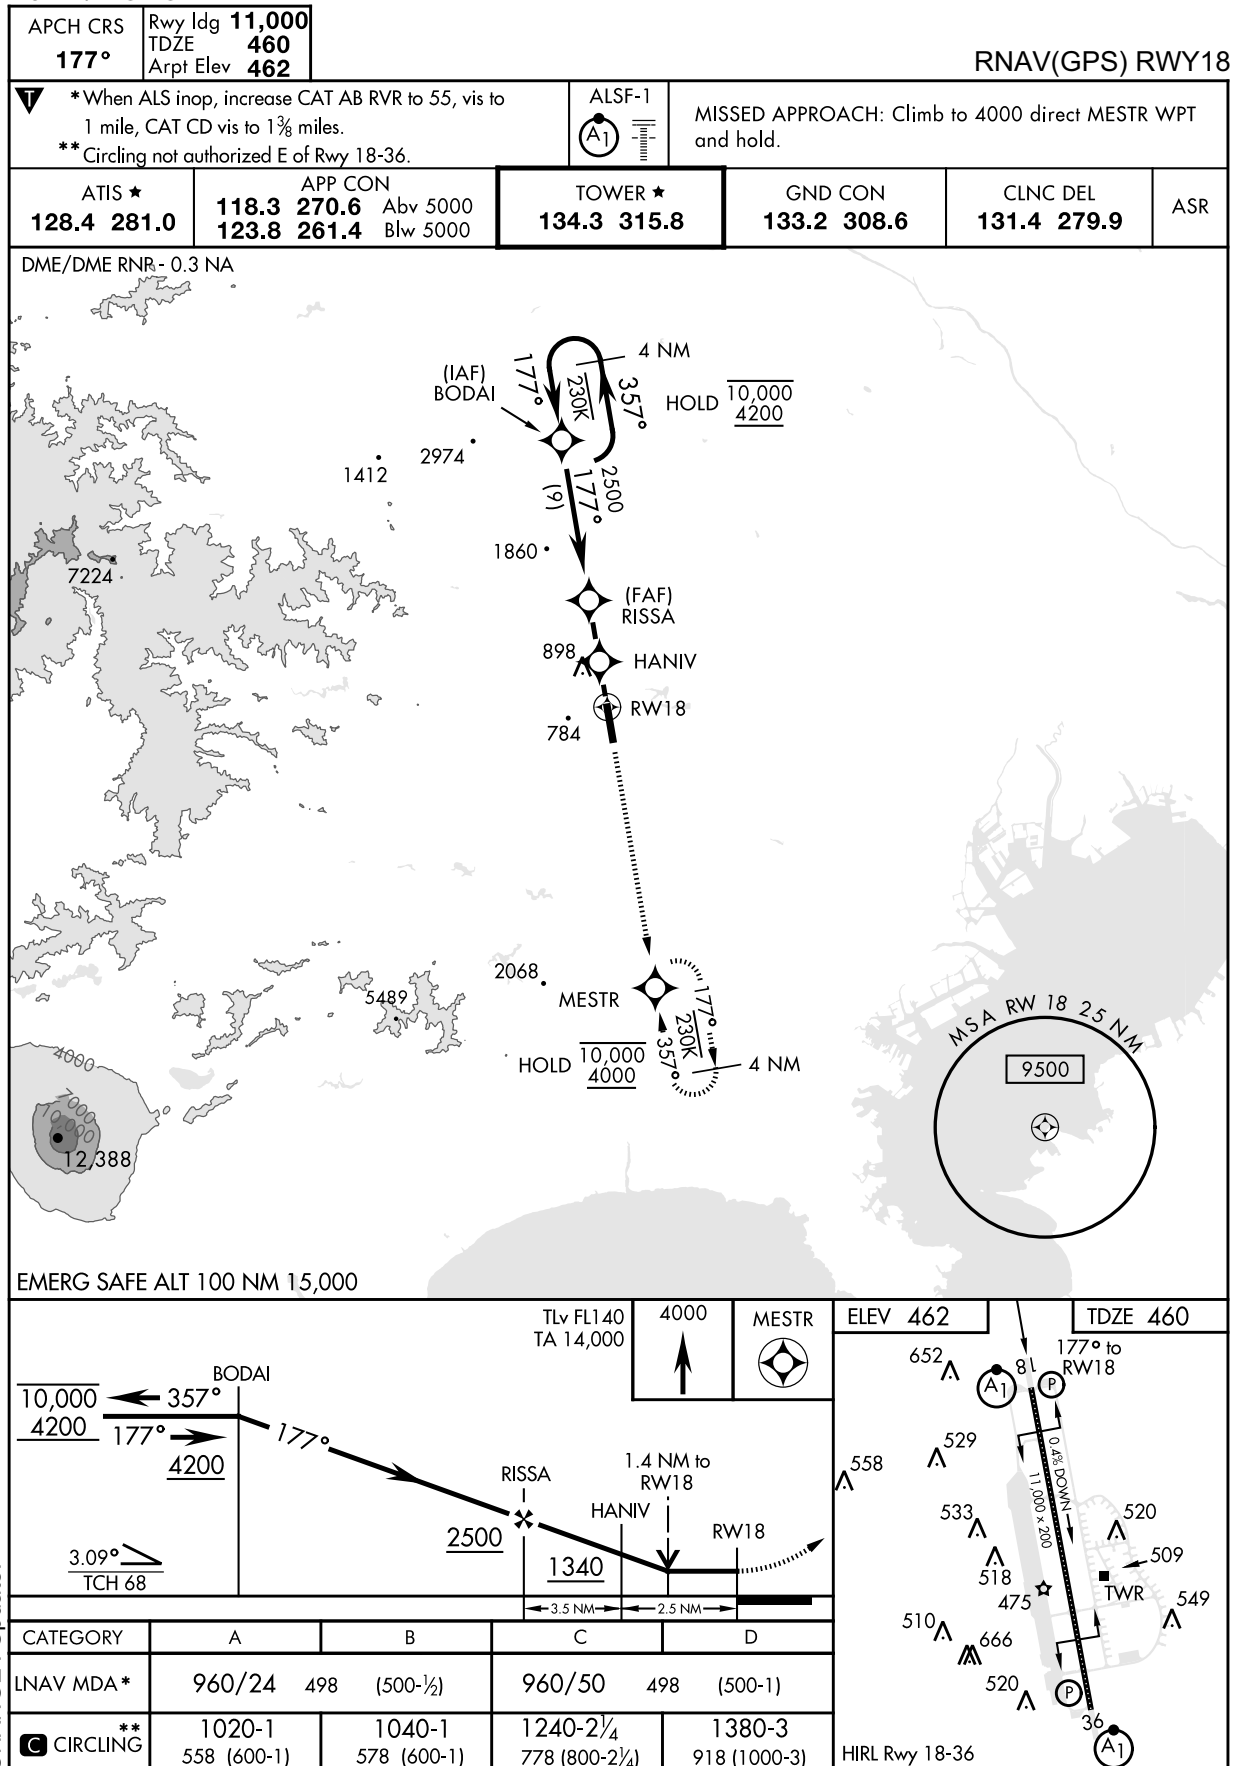 APCH CRS
177°
Rwy ldg 11,000
TDZE 460
Arpt Elev 462
RNAV(GPS) RWY18
T
* When ALS inop, increase CAT AB RVR to 55, vis to
1 mile, CAT CD vis to 1⅜ miles.
** Circling not authorized E of Rwy 18-36.
ALSF-1
A1
MISSED APPROACH: Climb to 4000 direct MESTR WPT
and hold.
ATIS ★
128.4 281.0
APP CON
118.3 270.6 Abv 5000
123.8 261.4 Blw 5000
TOWER ★
134.3 315.8
GND CON
133.2 308.6
CLNC DEL
131.4 279.9
ASR
DME/DME RNP - 0.3 NA
4 NM
(IAF)
BODAI
177°
230K
357°
HOLD 10,000
4200
2974
1412
2500
177°
(9)
1860
7224
(FAF)
RISSA
898
HANIV
RW18
784
2068
MESTR
5489
177°
230K
357°
HOLD 10,000
4000
4 NM
MSA RW 18 25 NM
9500
4000
7000
10000
12,388
EMERG SAFE ALT 100 NM 15,000
TLv FL140
TA 14,000
4000
MESTR
BODAI
10,000
4200
357°
177°
4200
177°
RISSA
1.4 NM to
RW18
HANIV
RW18
2500
1340
3.09°
TCH 68
3.5 NM
2.5 NM
ELEV 462
TDZE 460
177° to
RW18
652
A1
18
P
529
558
0.4% DOWN
11,000 x 200
533
520
518
509
475
TWR
549
510
666
520
P
36
A1
HIRL Rwy 18-36
CATEGORY A B C D
LNAV MDA * 960/24 498 (500-½) 960/50 498 (500-1)
C CIRCLING ** 1020-1 1040-1 1240-2¼ 1380-3
558 (600-1) 578 (600-1) 778 (800-2¼) 918 (1000-3)